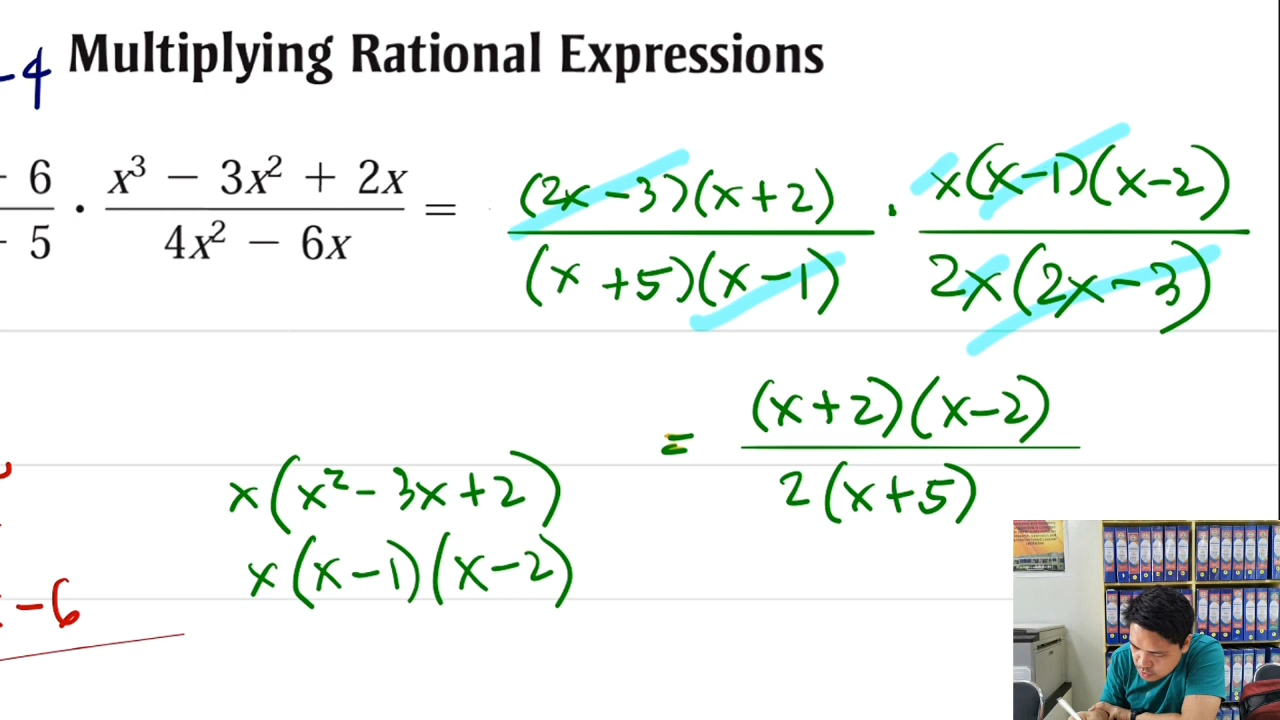 -4 Multiplying Rational Expressions
- 6 / - 5 · x³ − 3x² + 2x / 4x² − 6x = (2x−3)(x+2) / (x+5)(x−1) · x(x−1)(x−2) / 2x(2x−3)
= (x+2)(x−2) / 2(x+5)
x(x²−3x+2)
x(x−1)(x−2)
−6